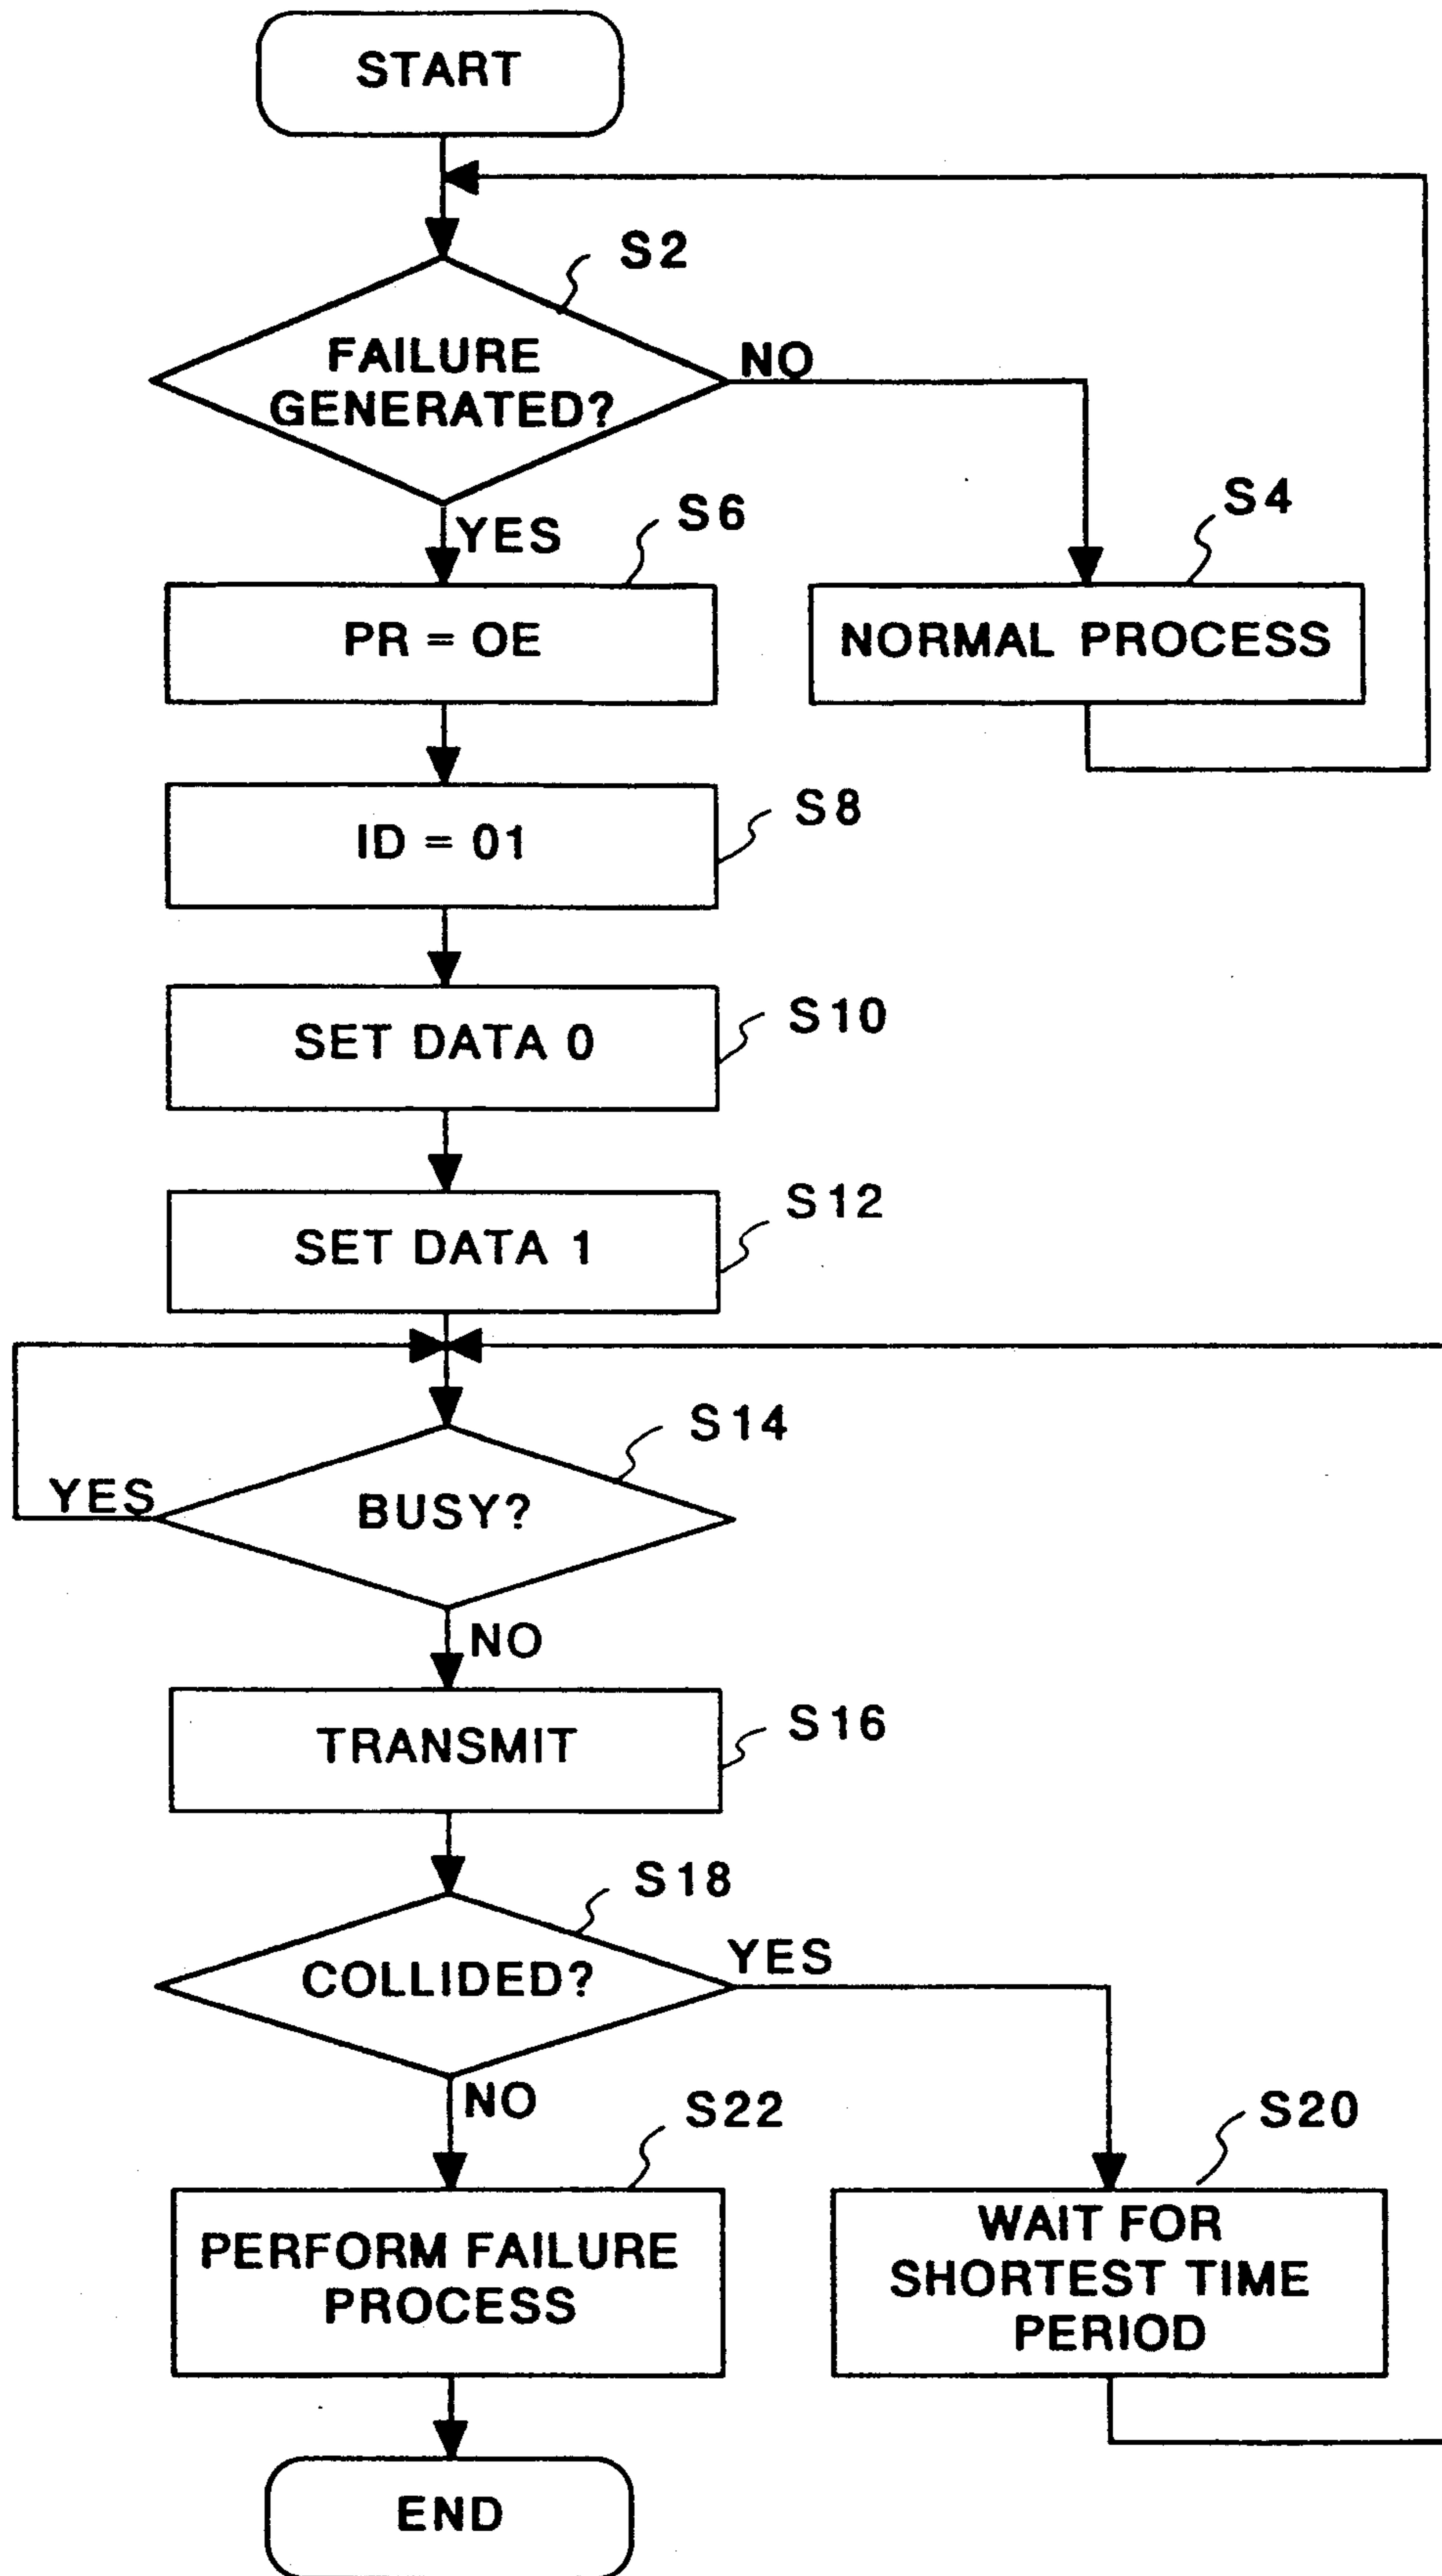 START
S2
FAILURE
GENERATED?
NO
YES
S6
S4
PR = OE
NORMAL PROCESS
S8
ID = 01
S10
SET DATA 0
S12
SET DATA 1
S14
YES
BUSY?
NO
S16
TRANSMIT
S18
YES
COLLIDED?
NO
S22
S20
PERFORM FAILURE
PROCESS
WAIT FOR
SHORTEST TIME
PERIOD
END